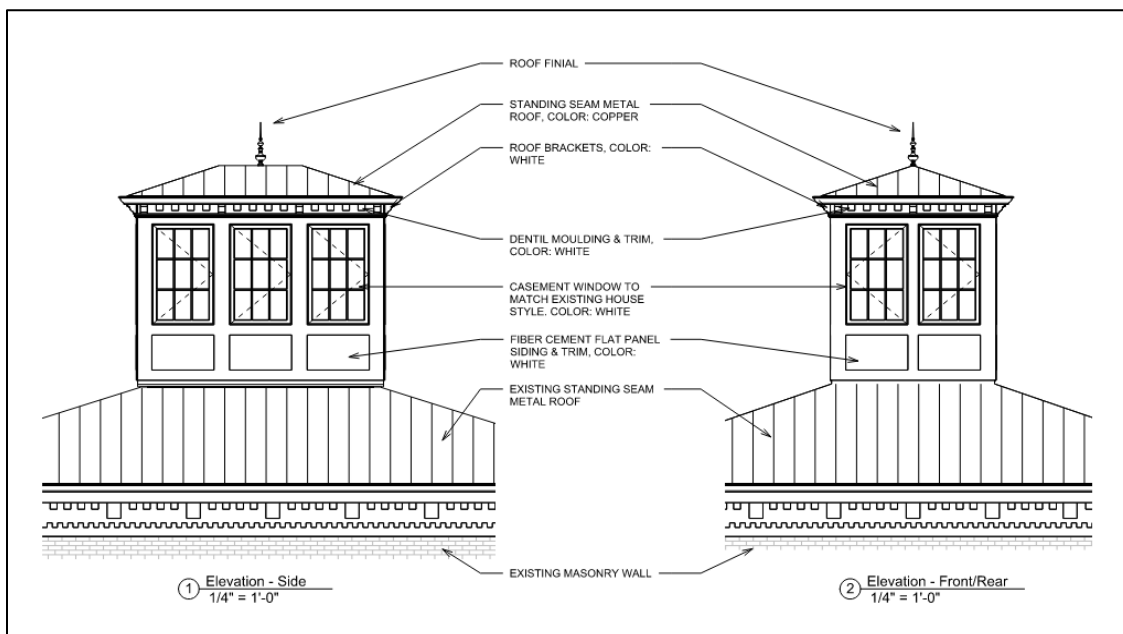 ROOF FINIAL
STANDING SEAM METAL
ROOF, COLOR: COPPER
ROOF BRACKETS, COLOR:
WHITE
DENTIL MOULDING & TRIM,
COLOR: WHITE
CASEMENT WINDOW TO
MATCH EXISTING HOUSE
STYLE. COLOR: WHITE
FIBER CEMENT FLAT PANEL
SIDING & TRIM, COLOR:
WHITE
EXISTING STANDING SEAM
METAL ROOF
EXISTING MASONRY WALL
1 Elevation - Side
1/4" = 1'-0"
2 Elevation - Front/Rear
1/4" = 1'-0"